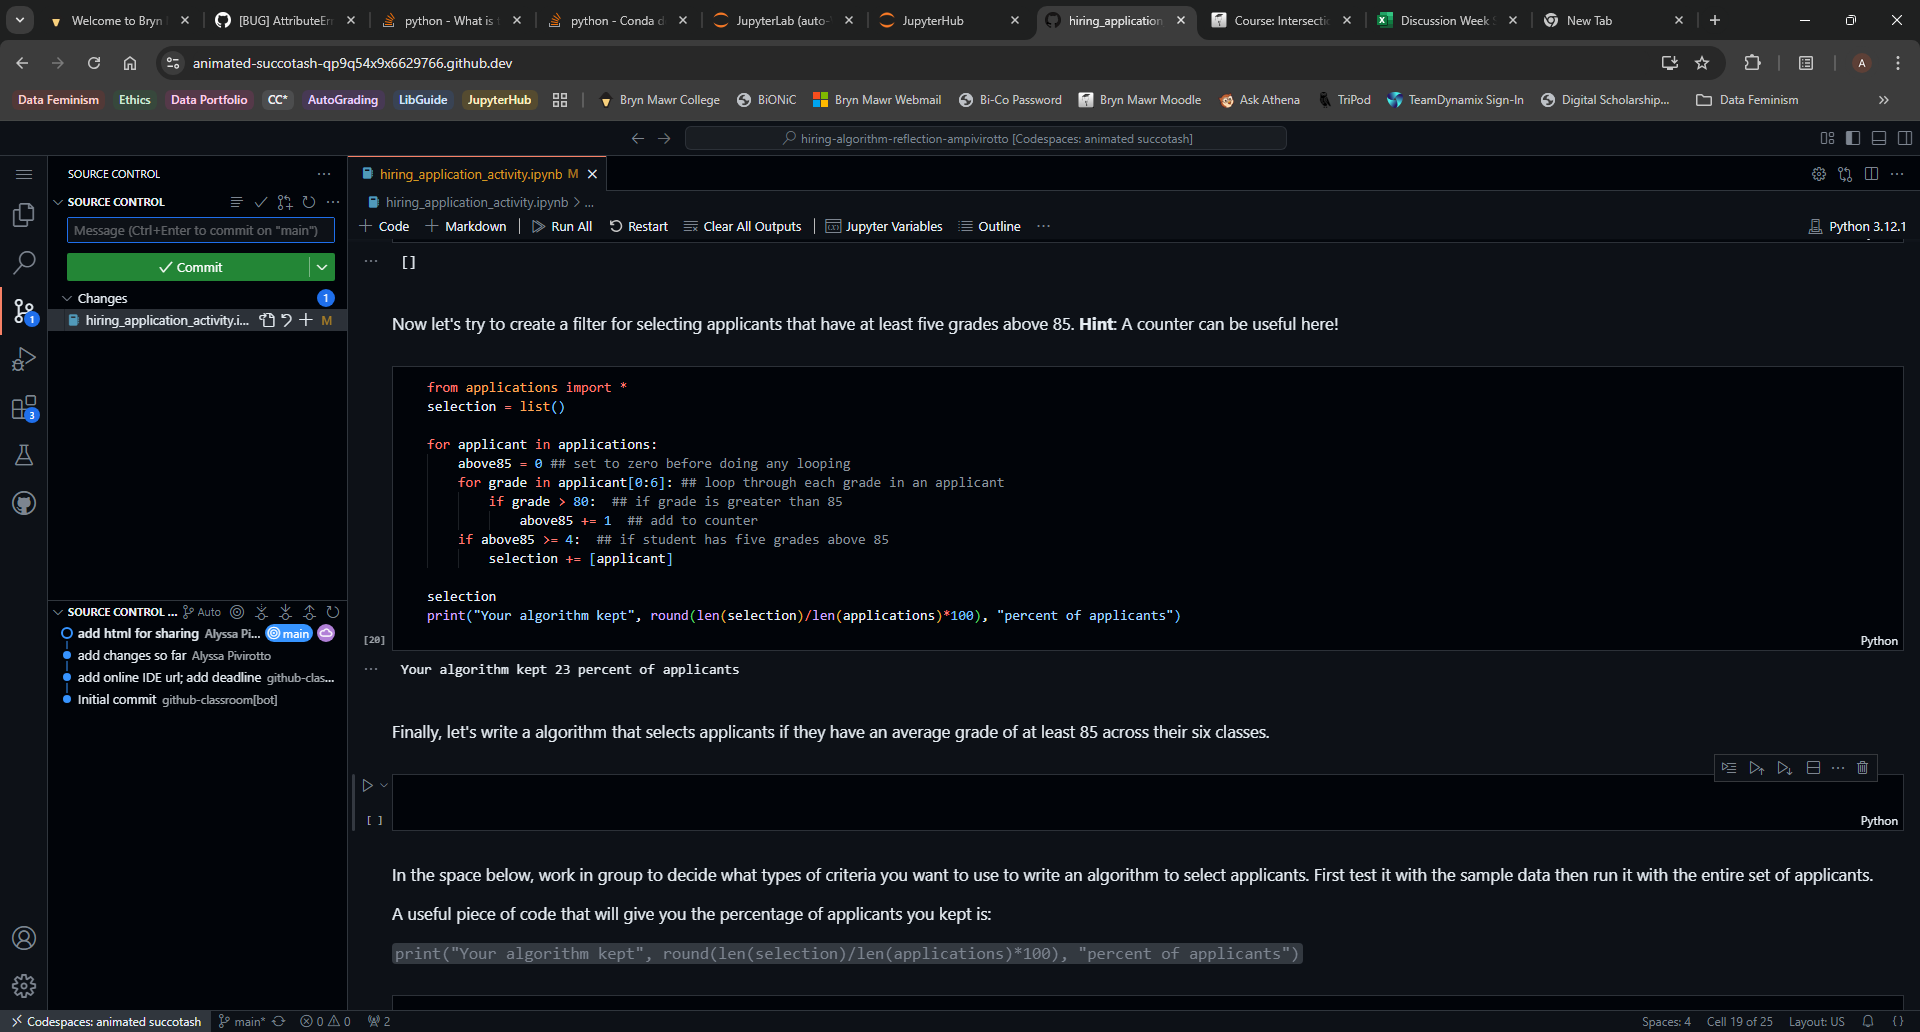 Welcome to Bryn
[BUG] AttributeErr
python - What is
python - Conda d
JupyterLab (auto-
JupyterHub
hiring_application
Course: Intersecti
Discussion Week
New Tab
animated-succotash-qp9q54x9x6629766.github.dev
A
Data Feminism
Ethics
Data Portfolio
CC*
AutoGrading
LibGuide
JupyterHub
Bryn Mawr College
BiONiC
Bryn Mawr Webmail
Bi-Co Password
Bryn Mawr Moodle
Ask Athena
TriPod
TeamDynamix Sign-In
Digital Scholarship...
Data Feminism
hiring-algorithm-reflection-ampivirotto [Codespaces: animated succotash]
SOURCE CONTROL
SOURCE CONTROL
Message (Ctrl+Enter to commit on "main")
Commit
Changes
1
hiring_application_activity.i...
M
1
3
SOURCE CONTROL ...
Auto
add html for sharing Alyssa Pi... main
add changes so far Alyssa Pivirotto
add online IDE url; add deadline github-clas...
Initial commit github-classroom[bot]
hiring_application_activity.ipynb M
hiring_application_activity.ipynb > ...
+ Code
+ Markdown
Run All
Restart
Clear All Outputs
Jupyter Variables
Outline
Python 3.12.1
[]
Now let's try to create a filter for selecting applicants that have at least five grades above 85. Hint: A counter can be useful here!
from applications import *
selection = list()
for applicant in applications:
above85 = 0 ## set to zero before doing any looping
for grade in applicant[0:6]: ## loop through each grade in an applicant
if grade > 80: ## if grade is greater than 85
above85 += 1 ## add to counter
if above85 >= 4: ## if student has five grades above 85
selection += [applicant]
selection
print("Your algorithm kept", round(len(selection)/len(applications)*100), "percent of applicants")
[20]
Python
Your algorithm kept 23 percent of applicants
Finally, let's write a algorithm that selects applicants if they have an average grade of at least 85 across their six classes.
[ ]
Python
In the space below, work in group to decide what types of criteria you want to use to write an algorithm to select applicants. First test it with the sample data then run it with the entire set of applicants.
A useful piece of code that will give you the percentage of applicants you kept is:
print("Your algorithm kept", round(len(selection)/len(applications)*100), "percent of applicants")
Codespaces: animated succotash
main*
0
0
2
Spaces: 4
Cell 19 of 25
Layout: US